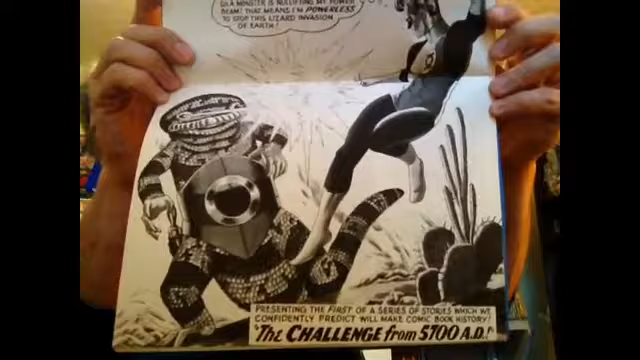 GILA MONSTER IS NULLIFYING MY POWER
BEAM! THAT MEANS I'M POWERLESS
TO STOP THIS LIZARD INVASION
OF EARTH!
PRESENTING THE FIRST OF A SERIES OF STORIES WHICH WE
CONFIDENTLY PREDICT WILL MAKE COMIC BOOK HISTORY!
"The CHALLENGE from 5700 A.D.!"